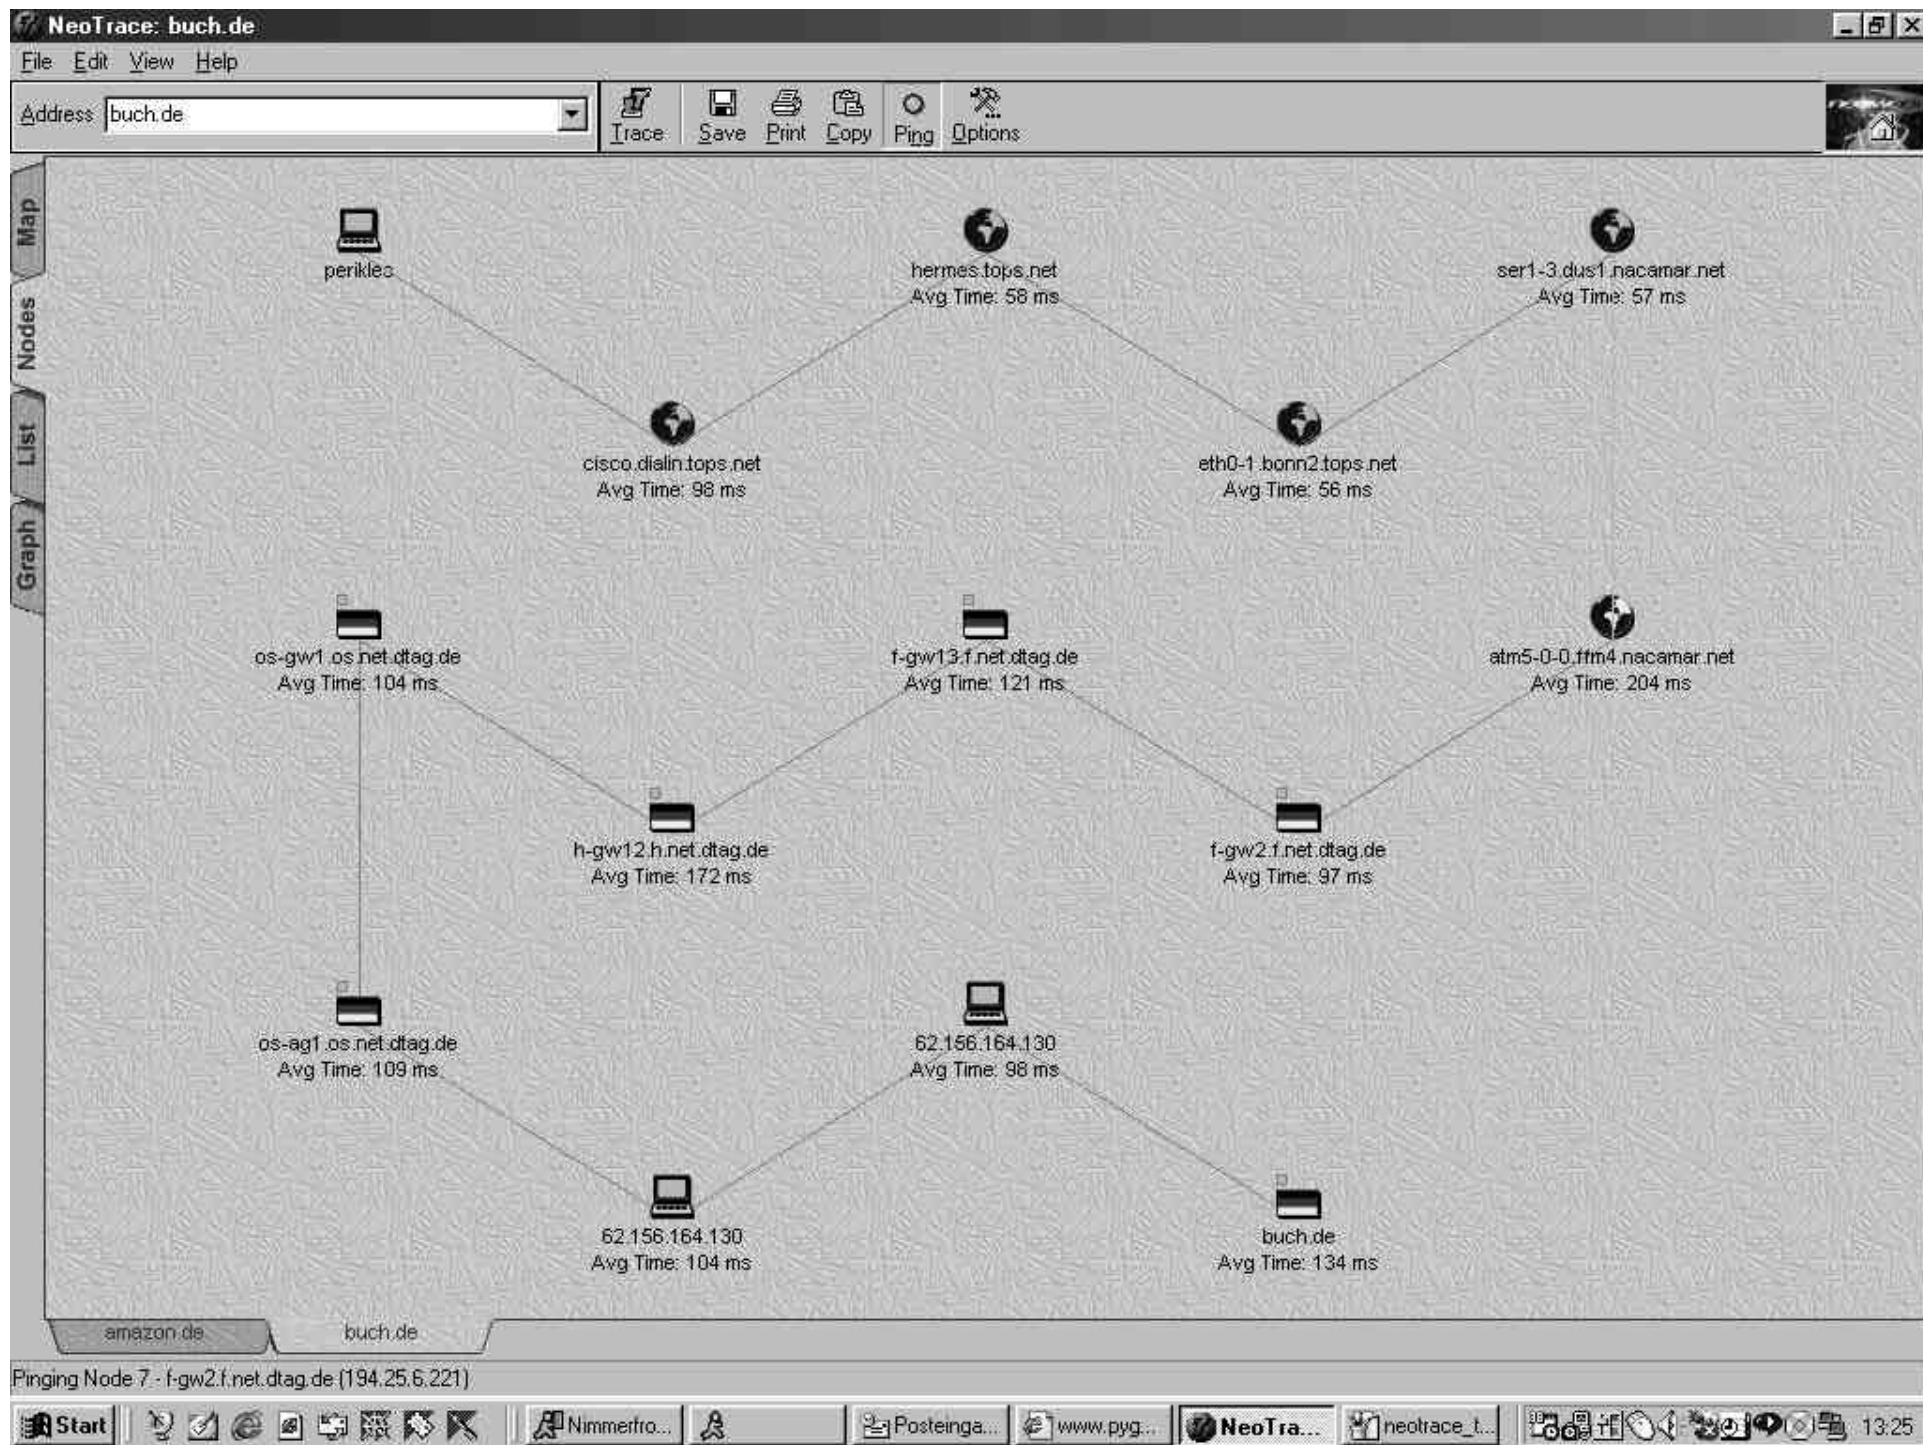 NeoTrace: buch.de
File Edit View Help
Address buch.de
Trace Save Print Copy Ping Options
Map
Nodes
List
Graph
perikles
hermes.tops.net
Avg Time: 58 ms
ser1-3.dus1.nacamar.net
Avg Time: 57 ms
cisco.dialin.tops.net
Avg Time: 98 ms
eth0-1.bonn2.tops.net
Avg Time: 56 ms
os-gw1.os.net.dtag.de
Avg Time: 104 ms
f-gw13.f.net.dtag.de
Avg Time: 121 ms
atm5-0-0.ffm4.nacamar.net
Avg Time: 204 ms
h-gw12.h.net.dtag.de
Avg Time: 172 ms
f-gw2.f.net.dtag.de
Avg Time: 97 ms
os-ag1.os.net.dtag.de
Avg Time: 109 ms
62.156.164.130
Avg Time: 98 ms
62.156.164.130
Avg Time: 104 ms
buch.de
Avg Time: 134 ms
amazon.de buch.de
Pinging Node 7 - f-gw2.f.net.dtag.de (194.25.6.221)
Start Nimmerfro... Posteinga... www.pyg... NeoTra... neotrace_t... 13:25